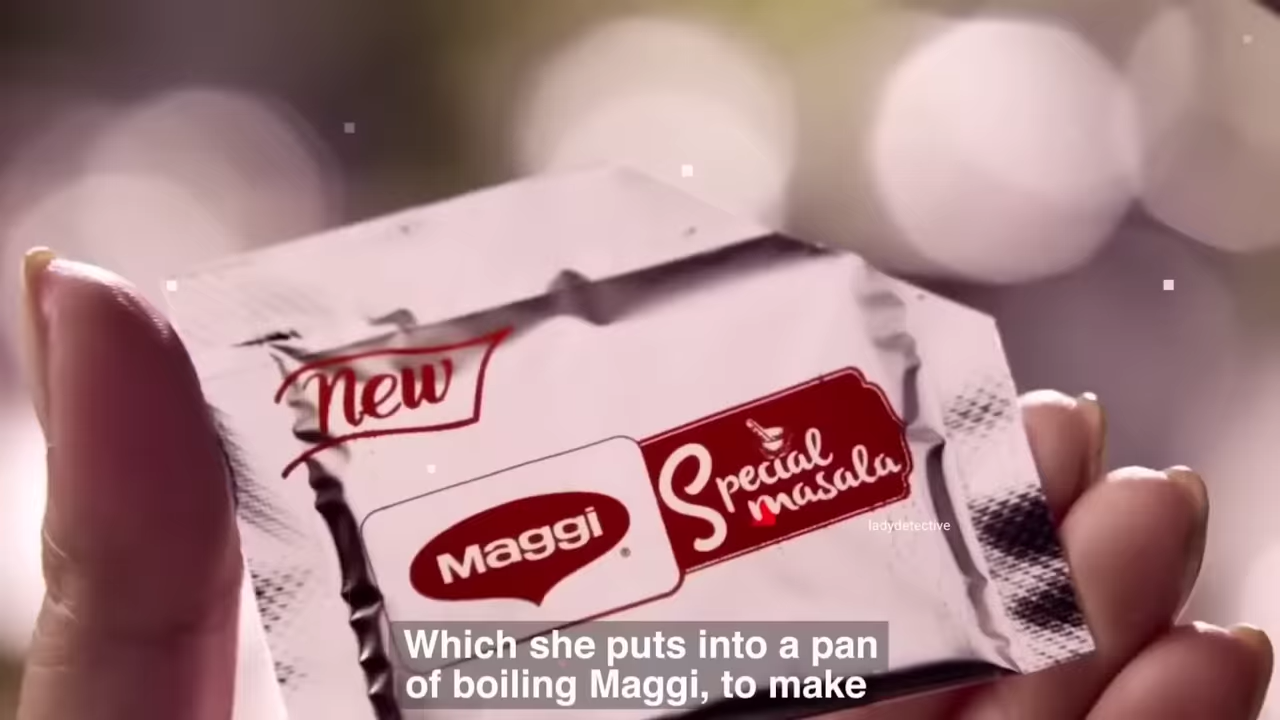 New
Maggi
®
Special
masala
ladydetective
Which she puts into a pan
of boiling Maggi, to make